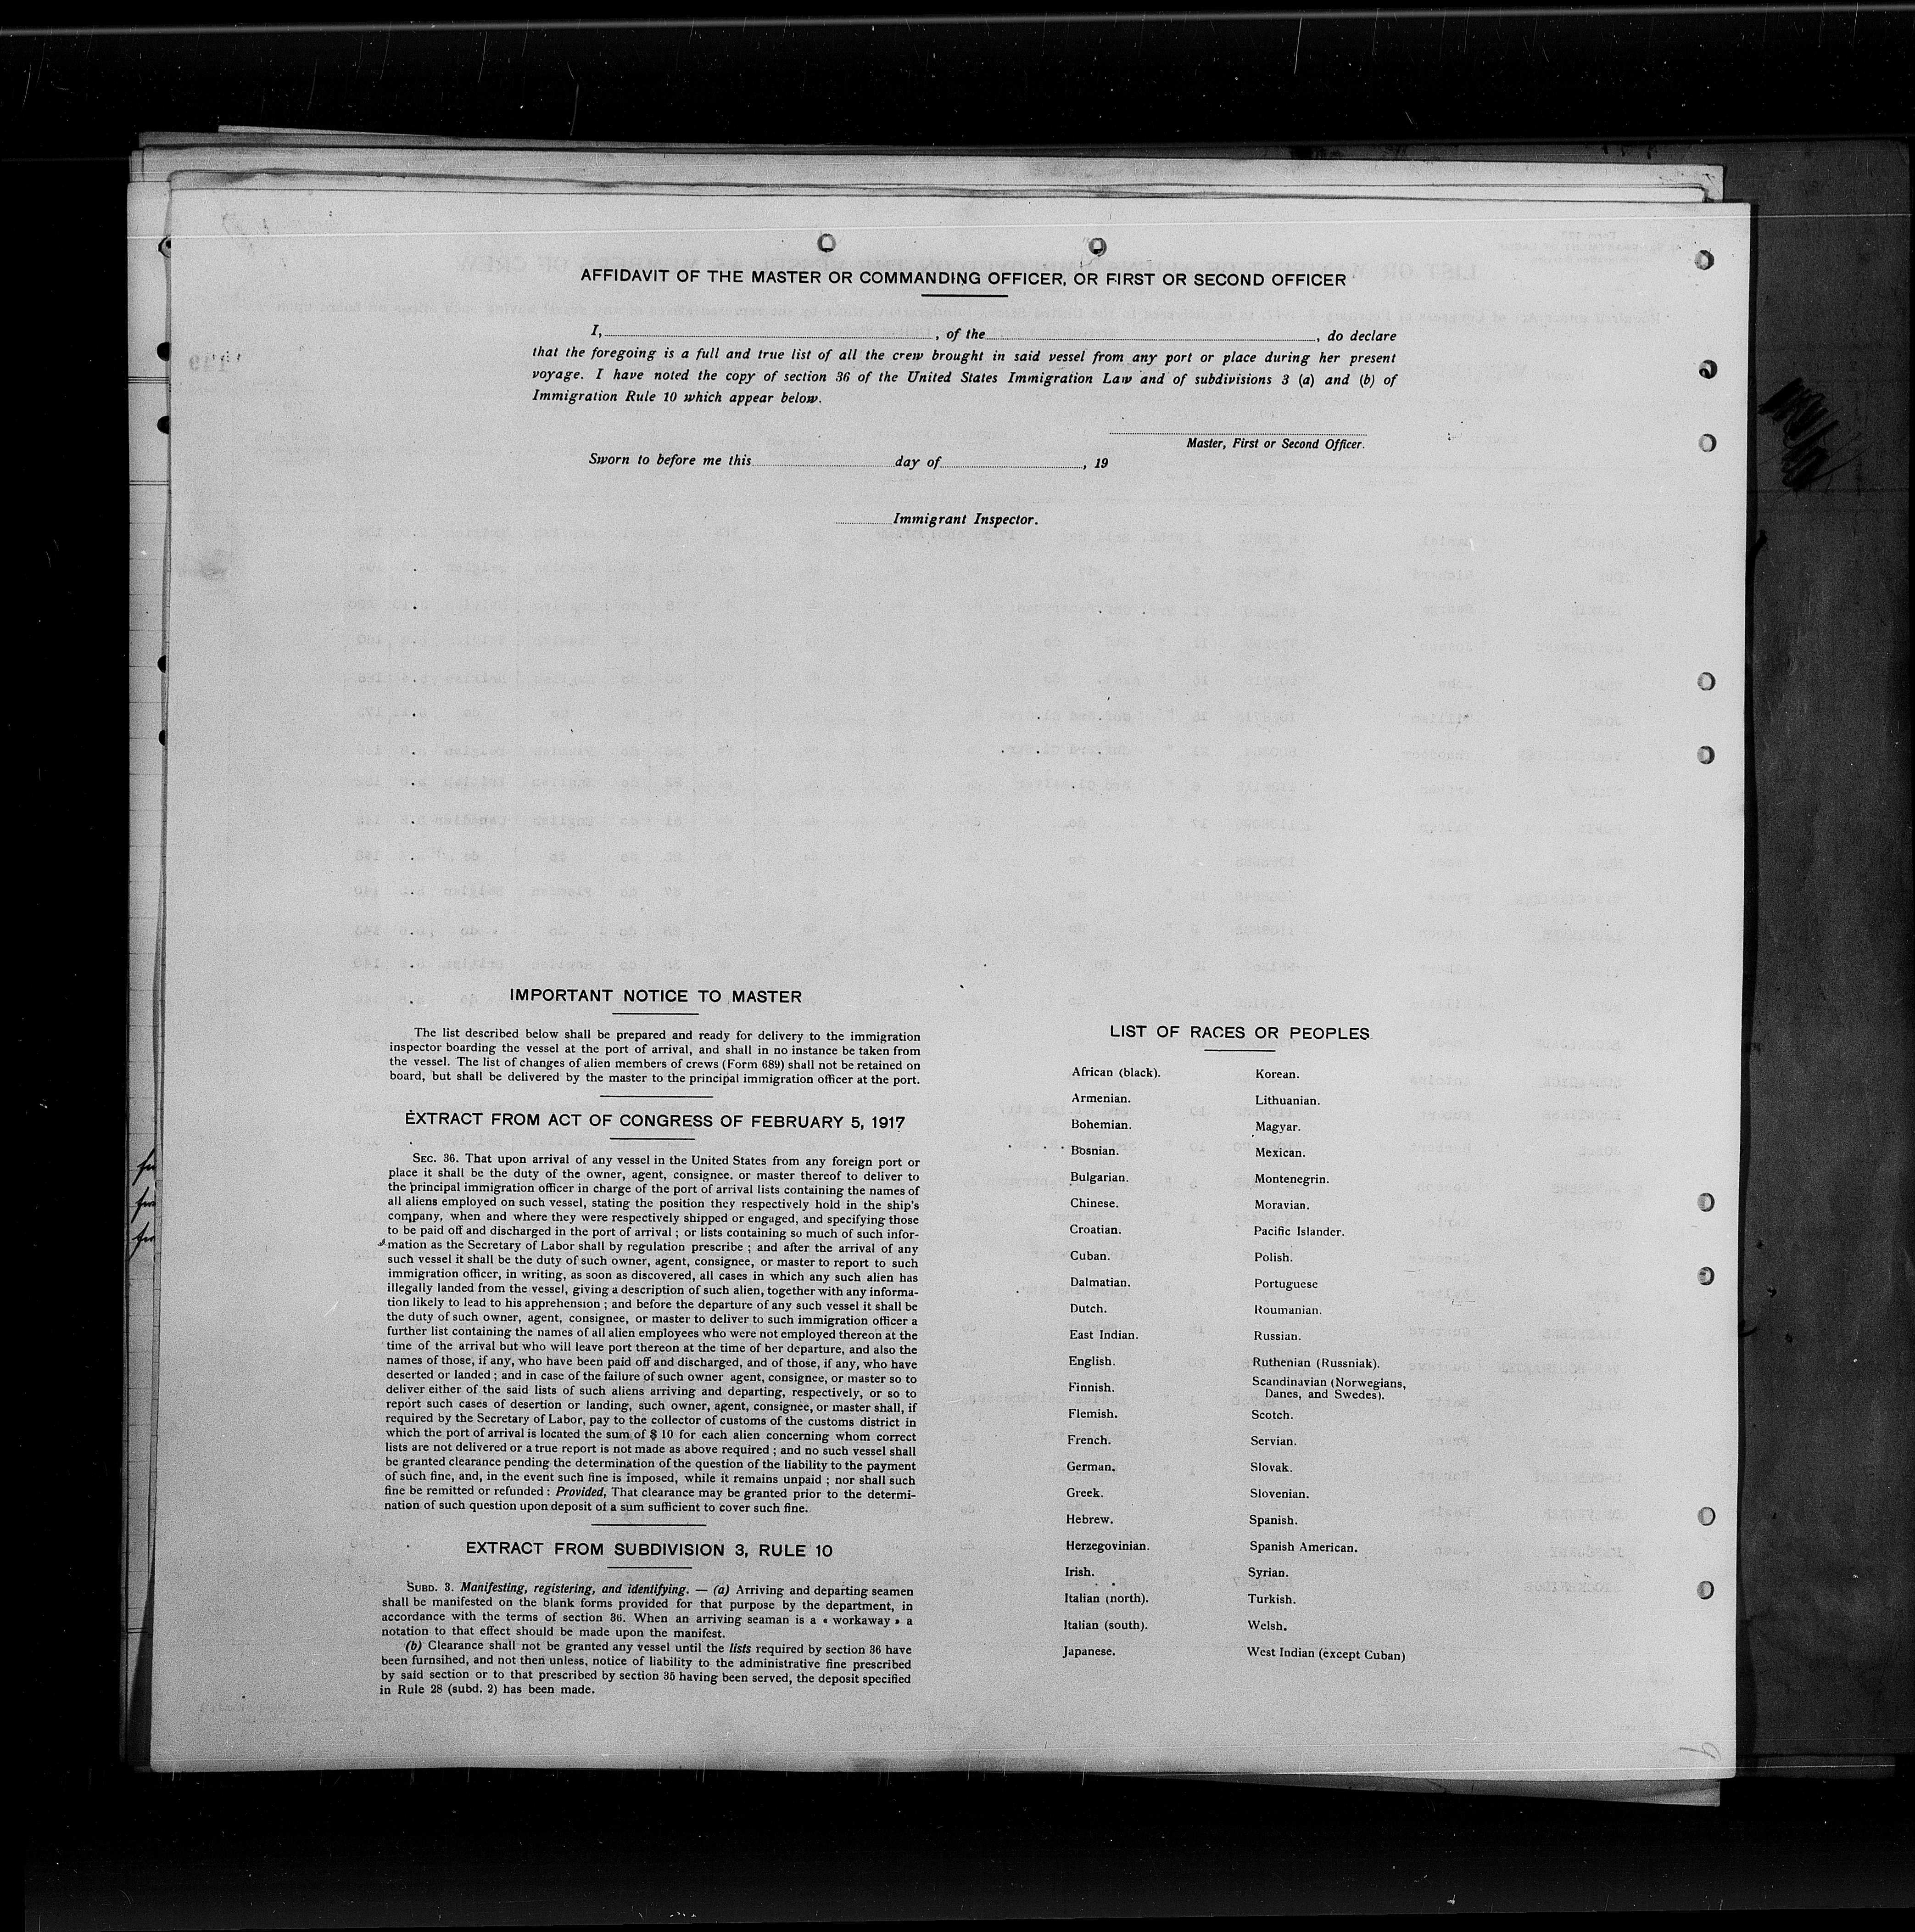 AFFIDAVIT OF THE MASTER OR COMMANDING OFFICER, OR FIRST OR SECOND OFFICER
I, , of the , do declare
that the foregoing is a full and true list of all the crew brought in said vessel from any port or place during her present
voyage. I have noted the copy of section 36 of the United States Immigration Law and of subdivisions 3 (a) and (b) of
Immigration Rule 10 which appear below.
Master, First or Second Officer.
Sworn to before me this day of , 19
Immigrant Inspector.
IMPORTANT NOTICE TO MASTER
The list described below shall be prepared and ready for delivery to the immigration
inspector boarding the vessel at the port of arrival, and shall in no instance be taken from
the vessel. The list of changes of alien members of crews (Form 689) shall not be retained on
board, but shall be delivered by the master to the principal immigration officer at the port.
EXTRACT FROM ACT OF CONGRESS OF FEBRUARY 5, 1917
SEC. 36. That upon arrival of any vessel in the United States from any foreign port or
place it shall be the duty of the owner, agent, consignee, or master thereof to deliver to
the principal immigration officer in charge of the port of arrival lists containing the names of
all aliens employed on such vessel, stating the position they respectively hold in the ship's
company, when and where they were respectively shipped or engaged, and specifying those
to be paid off and discharged in the port of arrival ; or lists containing so much of such infor-
mation as the Secretary of Labor shall by regulation prescribe ; and after the arrival of any
such vessel it shall be the duty of such owner, agent, consignee, or master to report to such
immigration officer, in writing, as soon as discovered, all cases in which any such alien has
illegally landed from the vessel, giving a description of such alien, together with any informa-
tion likely to lead to his apprehension ; and before the departure of any such vessel it shall be
the duty of such owner, agent, consignee, or master to deliver to such immigration officer a
further list containing the names of all alien employees who were not employed thereon at the
time of the arrival but who will leave port thereon at the time of her departure, and also the
names of those, if any, who have been paid off and discharged, and of those, if any, who have
deserted or landed ; and in case of the failure of such owner agent, consignee, or master so to
deliver either of the said lists of such aliens arriving and departing, respectively, or so to
report such cases of desertion or landing, such owner, agent, consignee, or master shall, if
required by the Secretary of Labor, pay to the collector of customs of the customs district in
which the port of arrival is located the sum of $ 10 for each alien concerning whom correct
lists are not delivered or a true report is not made as above required ; and no such vessel shall
be granted clearance pending the determination of the question of the liability to the payment
of such fine, and, in the event such fine is imposed, while it remains unpaid ; nor shall such
fine be remitted or refunded : Provided, That clearance may be granted prior to the determi-
nation of such question upon deposit of a sum sufficient to cover such fine.
EXTRACT FROM SUBDIVISION 3, RULE 10
SUBD. 3. Manifesting, registering, and identifying. — (a) Arriving and departing seamen
shall be manifested on the blank forms provided for that purpose by the department, in
accordance with the terms of section 36. When an arriving seaman is a « workaway » a
notation to that effect should be made upon the manifest.
(b) Clearance shall not be granted any vessel until the lists required by section 36 have
been furnsihed, and not then unless, notice of liability to the administrative fine prescribed
by said section or to that prescribed by section 35 having been served, the deposit specified
in Rule 28 (subd. 2) has been made.
LIST OF RACES OR PEOPLES
African (black).
Armenian.
Bohemian.
Bosnian.
Bulgarian.
Chinese.
Croatian.
Cuban.
Dalmatian.
Dutch.
East Indian.
English.
Finnish.
Flemish.
French.
German.
Greek.
Hebrew.
Herzegovinian.
Irish.
Italian (north).
Italian (south).
Japanese.
Korean.
Lithuanian.
Magyar.
Mexican.
Montenegrin.
Moravian.
Pacific Islander.
Polish.
Portuguese
Roumanian.
Russian.
Ruthenian (Russniak).
Scandinavian (Norwegians,
Danes, and Swedes).
Scotch.
Servian.
Slovak.
Slovenian.
Spanish.
Spanish American.
Syrian.
Turkish.
Welsh.
West Indian (except Cuban)